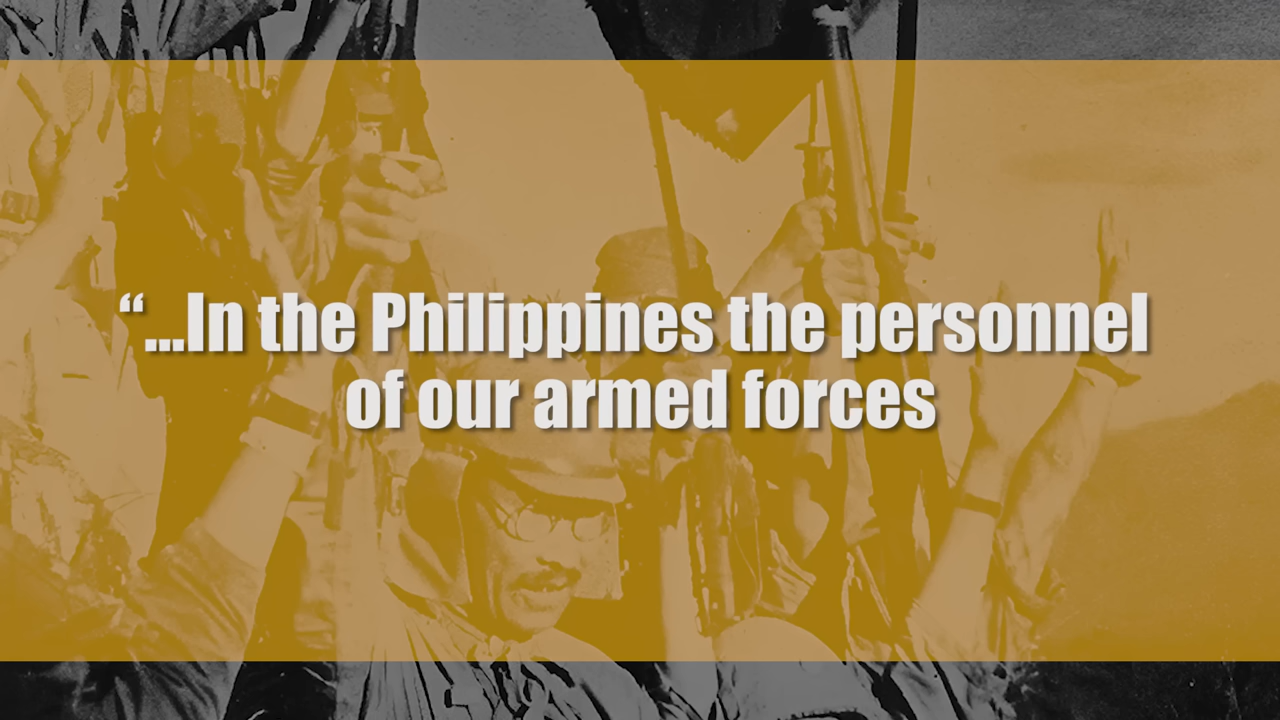 “...In the Philippines the personnel
of our armed forces